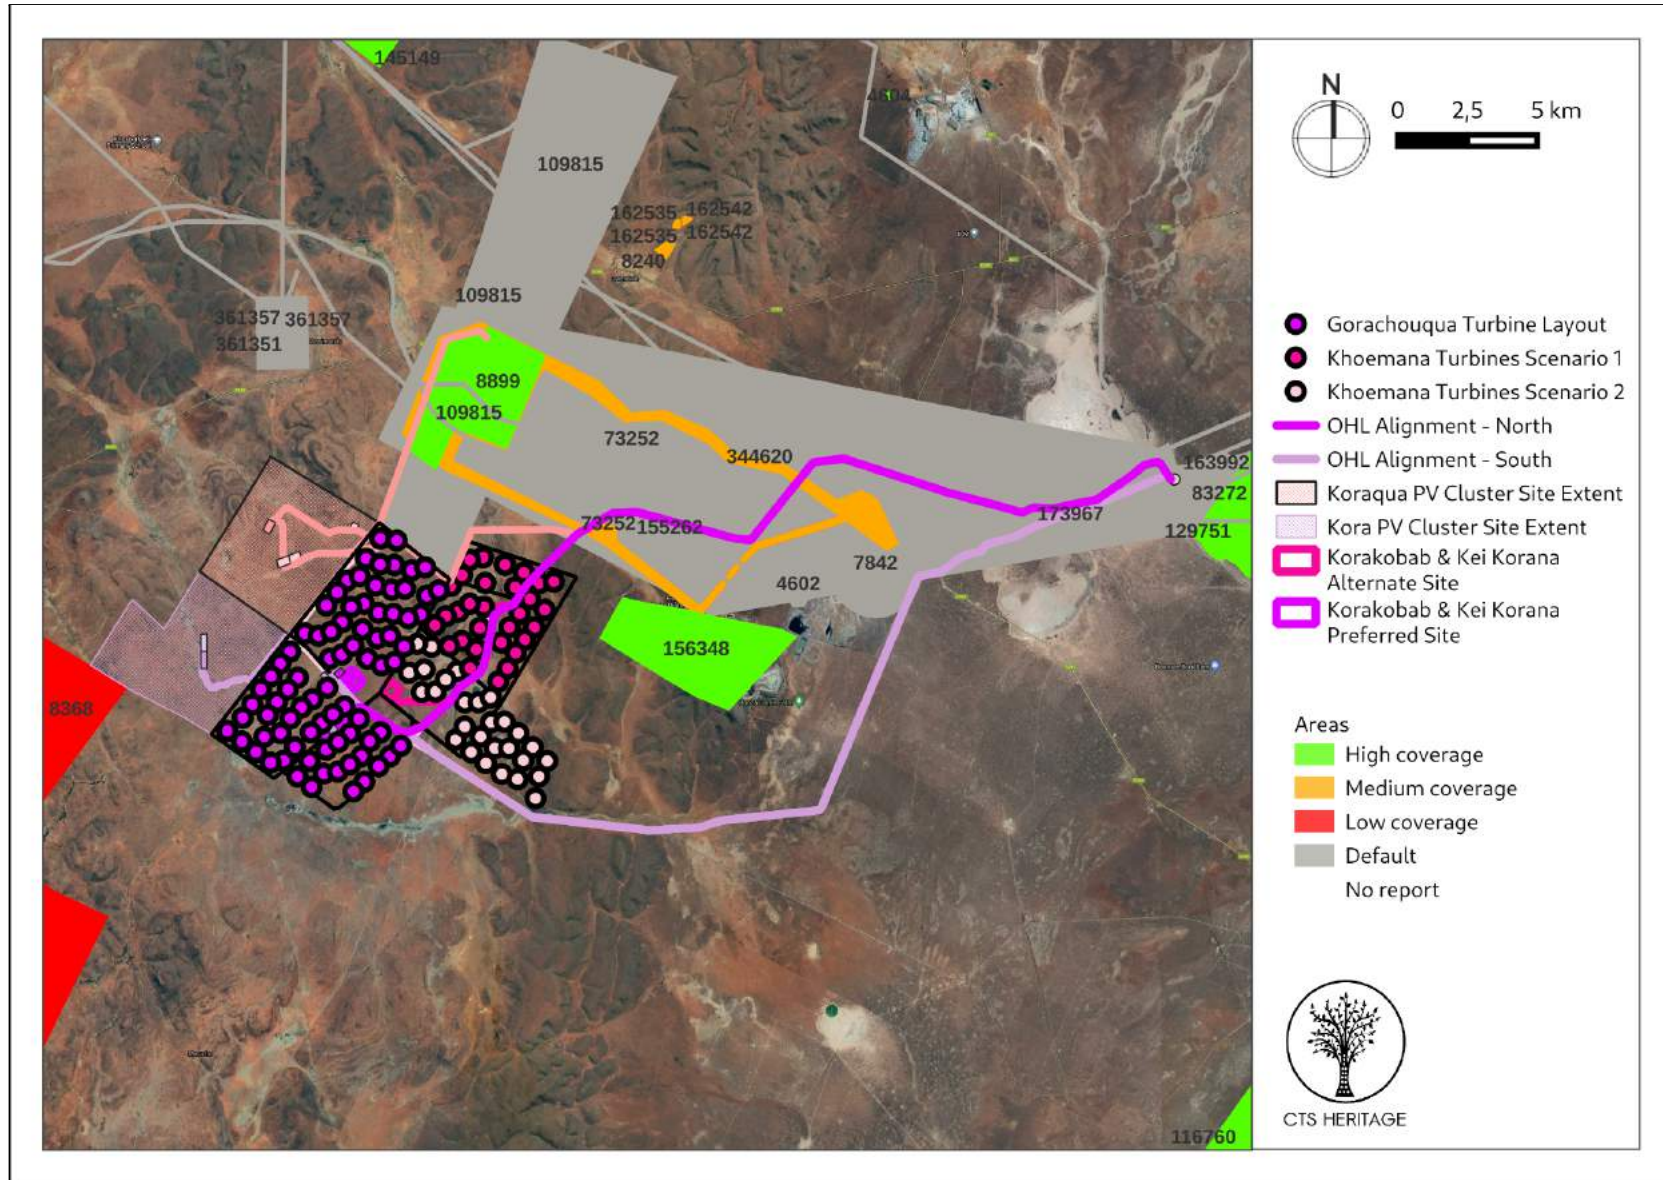 145149
4604
109815
162535 162542
162535 162542
8240
109815
361357 361357
361351
8899
109815
73252
344620
163992
83272
73252 155262
173967
129751
7842
4602
156348
8368
116760
N
0 2,5 5 km
Gorachouqua Turbine Layout
Khoemana Turbines Scenario 1
Khoemana Turbines Scenario 2
OHL Alignment - North
OHL Alignment - South
Koraqua PV Cluster Site Extent
Kora PV Cluster Site Extent
Korakobab & Kei Korana
Alternate Site
Korakobab & Kei Korana
Preferred Site
Areas
High coverage
Medium coverage
Low coverage
Default
No report
CTS HERITAGE